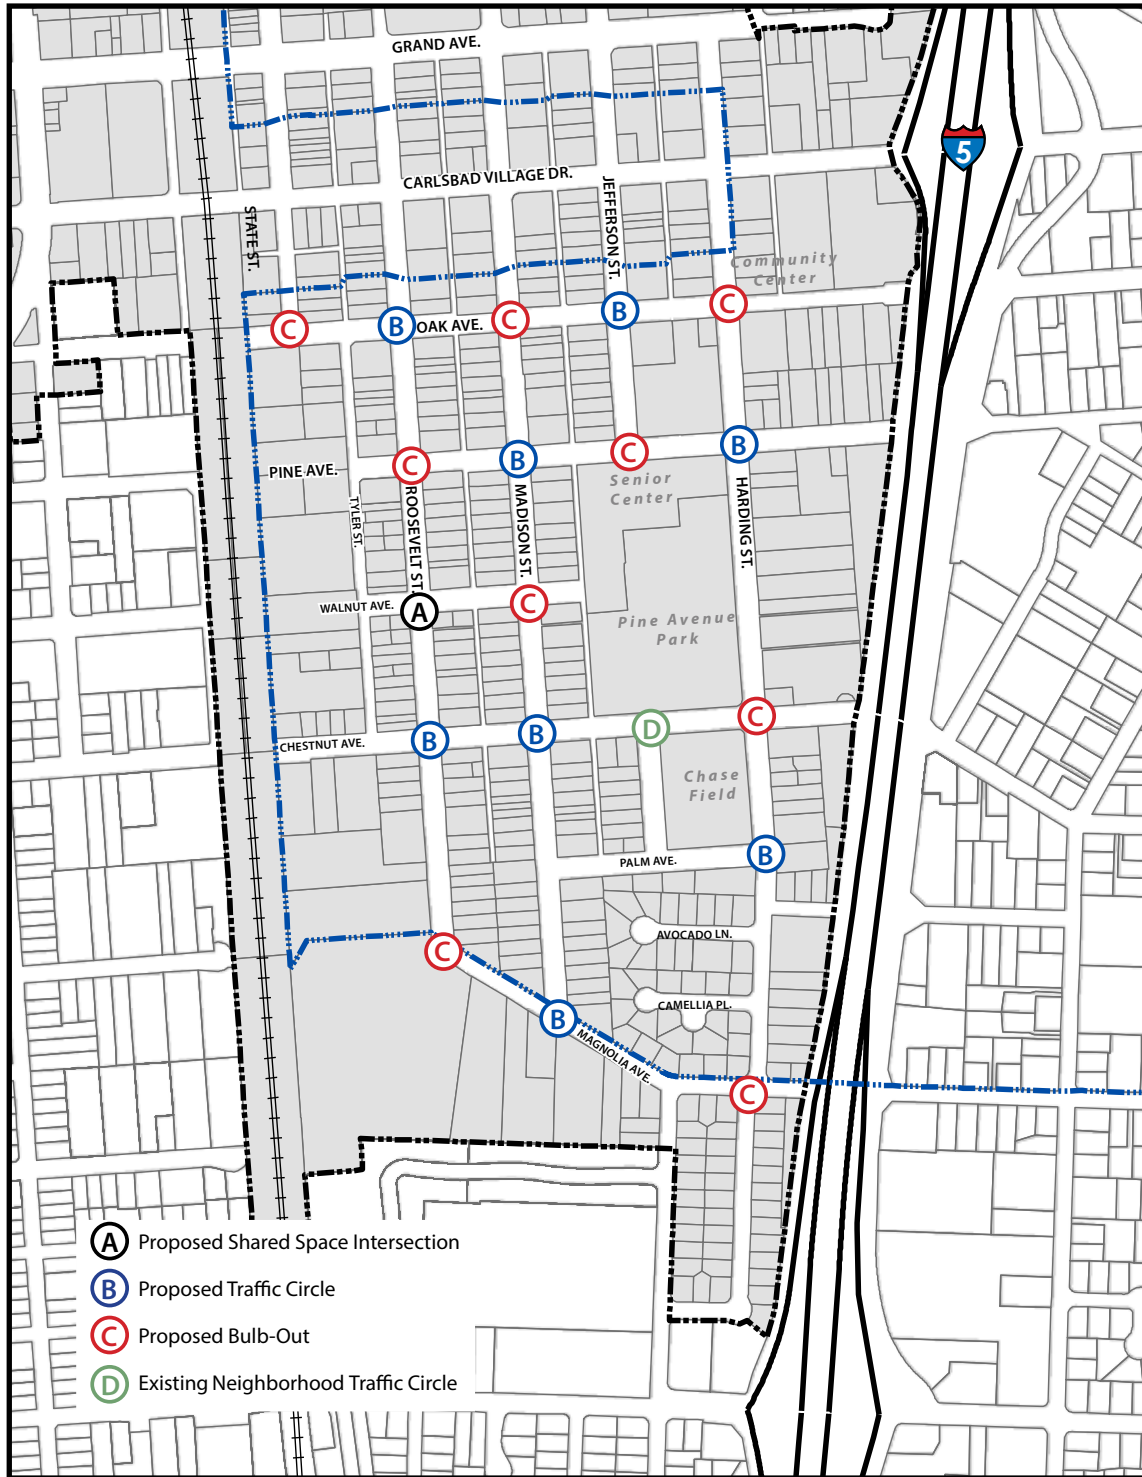 GRAND AVE.
5
CARLSBAD VILLAGE DR.
JEFFERSON ST.
STATE ST.
Community
Center
C
B
OAK AVE.
C
B
C
PINE AVE.
C
B
C
B
Senior
Center
TYLER ST.
ROOSEVELT ST.
MADISON ST.
HARDING ST.
WALNUT AVE.
A
C
Pine Avenue
Park
CHESTNUT AVE.
B
B
D
C
Chase
Field
PALM AVE.
B
AVOCADO LN.
C
CAMELLIA PL.
B
MAGNOLIA AVE.
C
A Proposed Shared Space Intersection
B Proposed Traffic Circle
C Proposed Bulb-Out
D Existing Neighborhood Traffic Circle